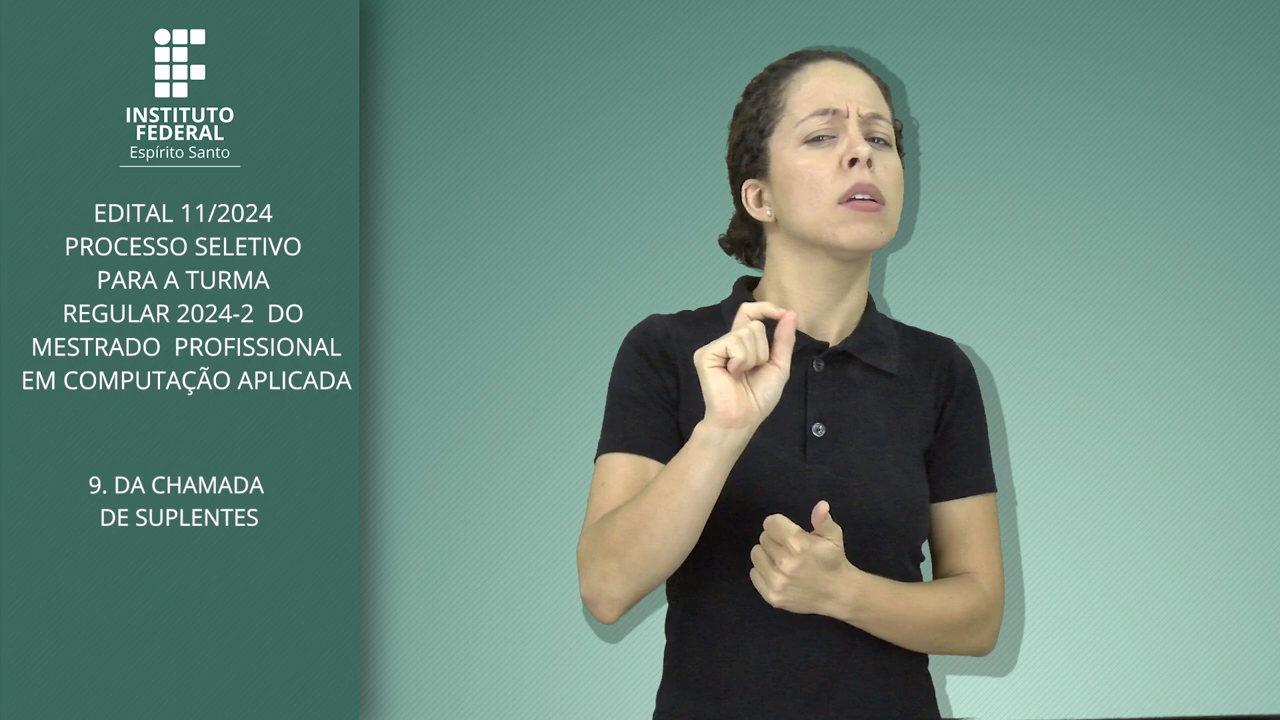 INSTITUTO
FEDERAL
Espírito Santo
EDITAL 11/2024
PROCESSO SELETIVO
PARA A TURMA
REGULAR 2024-2 DO
MESTRADO PROFISSIONAL
EM COMPUTAÇÃO APLICADA
9. DA CHAMADA
DE SUPLENTES